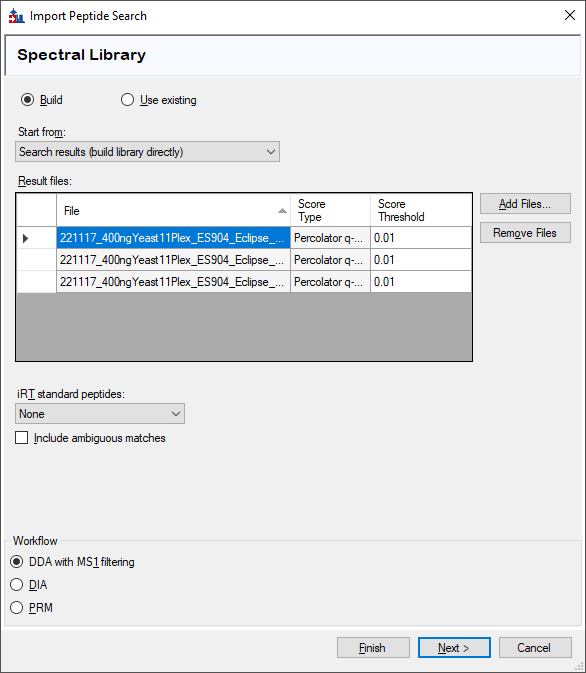 Import Peptide Search
Spectral Library
Build
Use existing
Start from:
Search results (build library directly)
Result files:
File
Score Type
Score Threshold
221117_400ngYeast11Plex_ES904_Eclipse_...
Percolator q-...
0.01
221117_400ngYeast11Plex_ES904_Eclipse_...
Percolator q-...
0.01
221117_400ngYeast11Plex_ES904_Eclipse_...
Percolator q-...
0.01
Add Files...
Remove Files
iRT standard peptides:
None
Include ambiguous matches
Workflow
DDA with MS1 filtering
DIA
PRM
Finish
Next >
Cancel